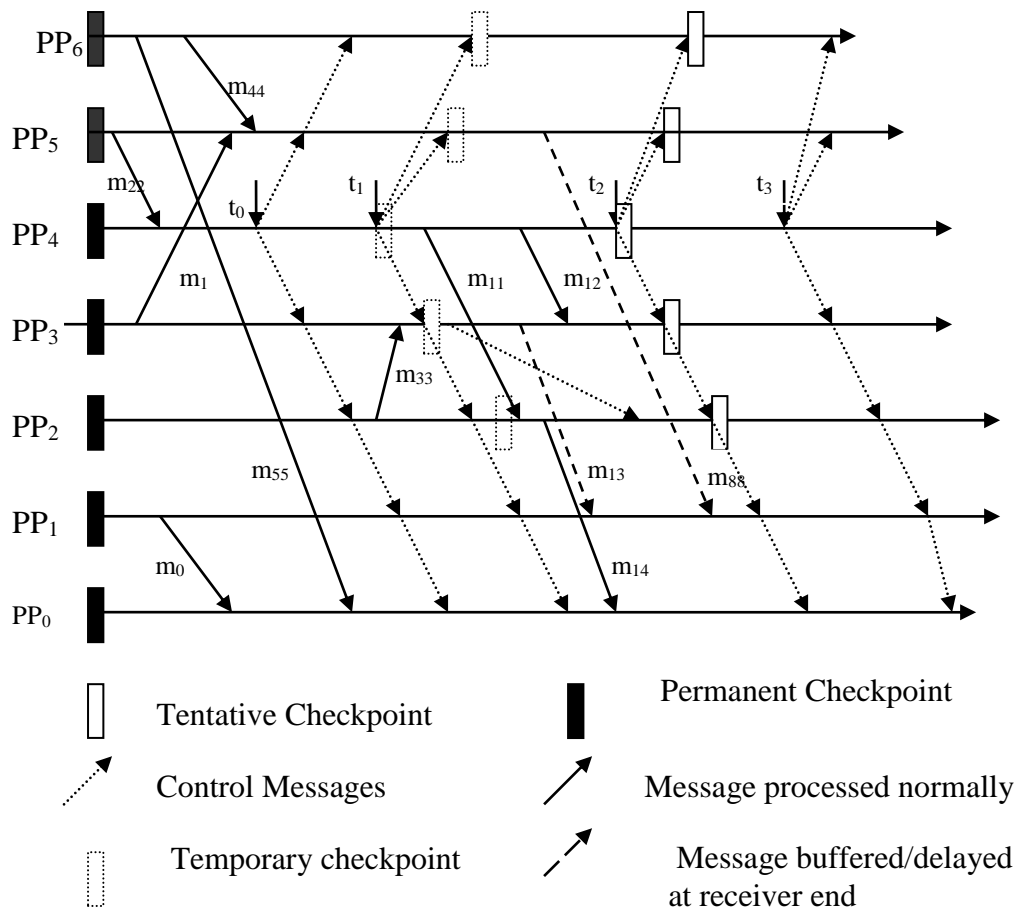 PP₆
m₄₄
PP₅
m₂₂
t₀
t₁
t₂
t₃
PP₄
m₁
m₁₁
m₁₂
PP₃
m₃₃
PP₂
m₅₅
m₁₃
m₈₈
PP₁
m₀
m₁₄
PP₀
Tentative Checkpoint
Permanent Checkpoint
Control Messages
Message processed normally
Temporary checkpoint
Message buffered/delayed
at receiver end